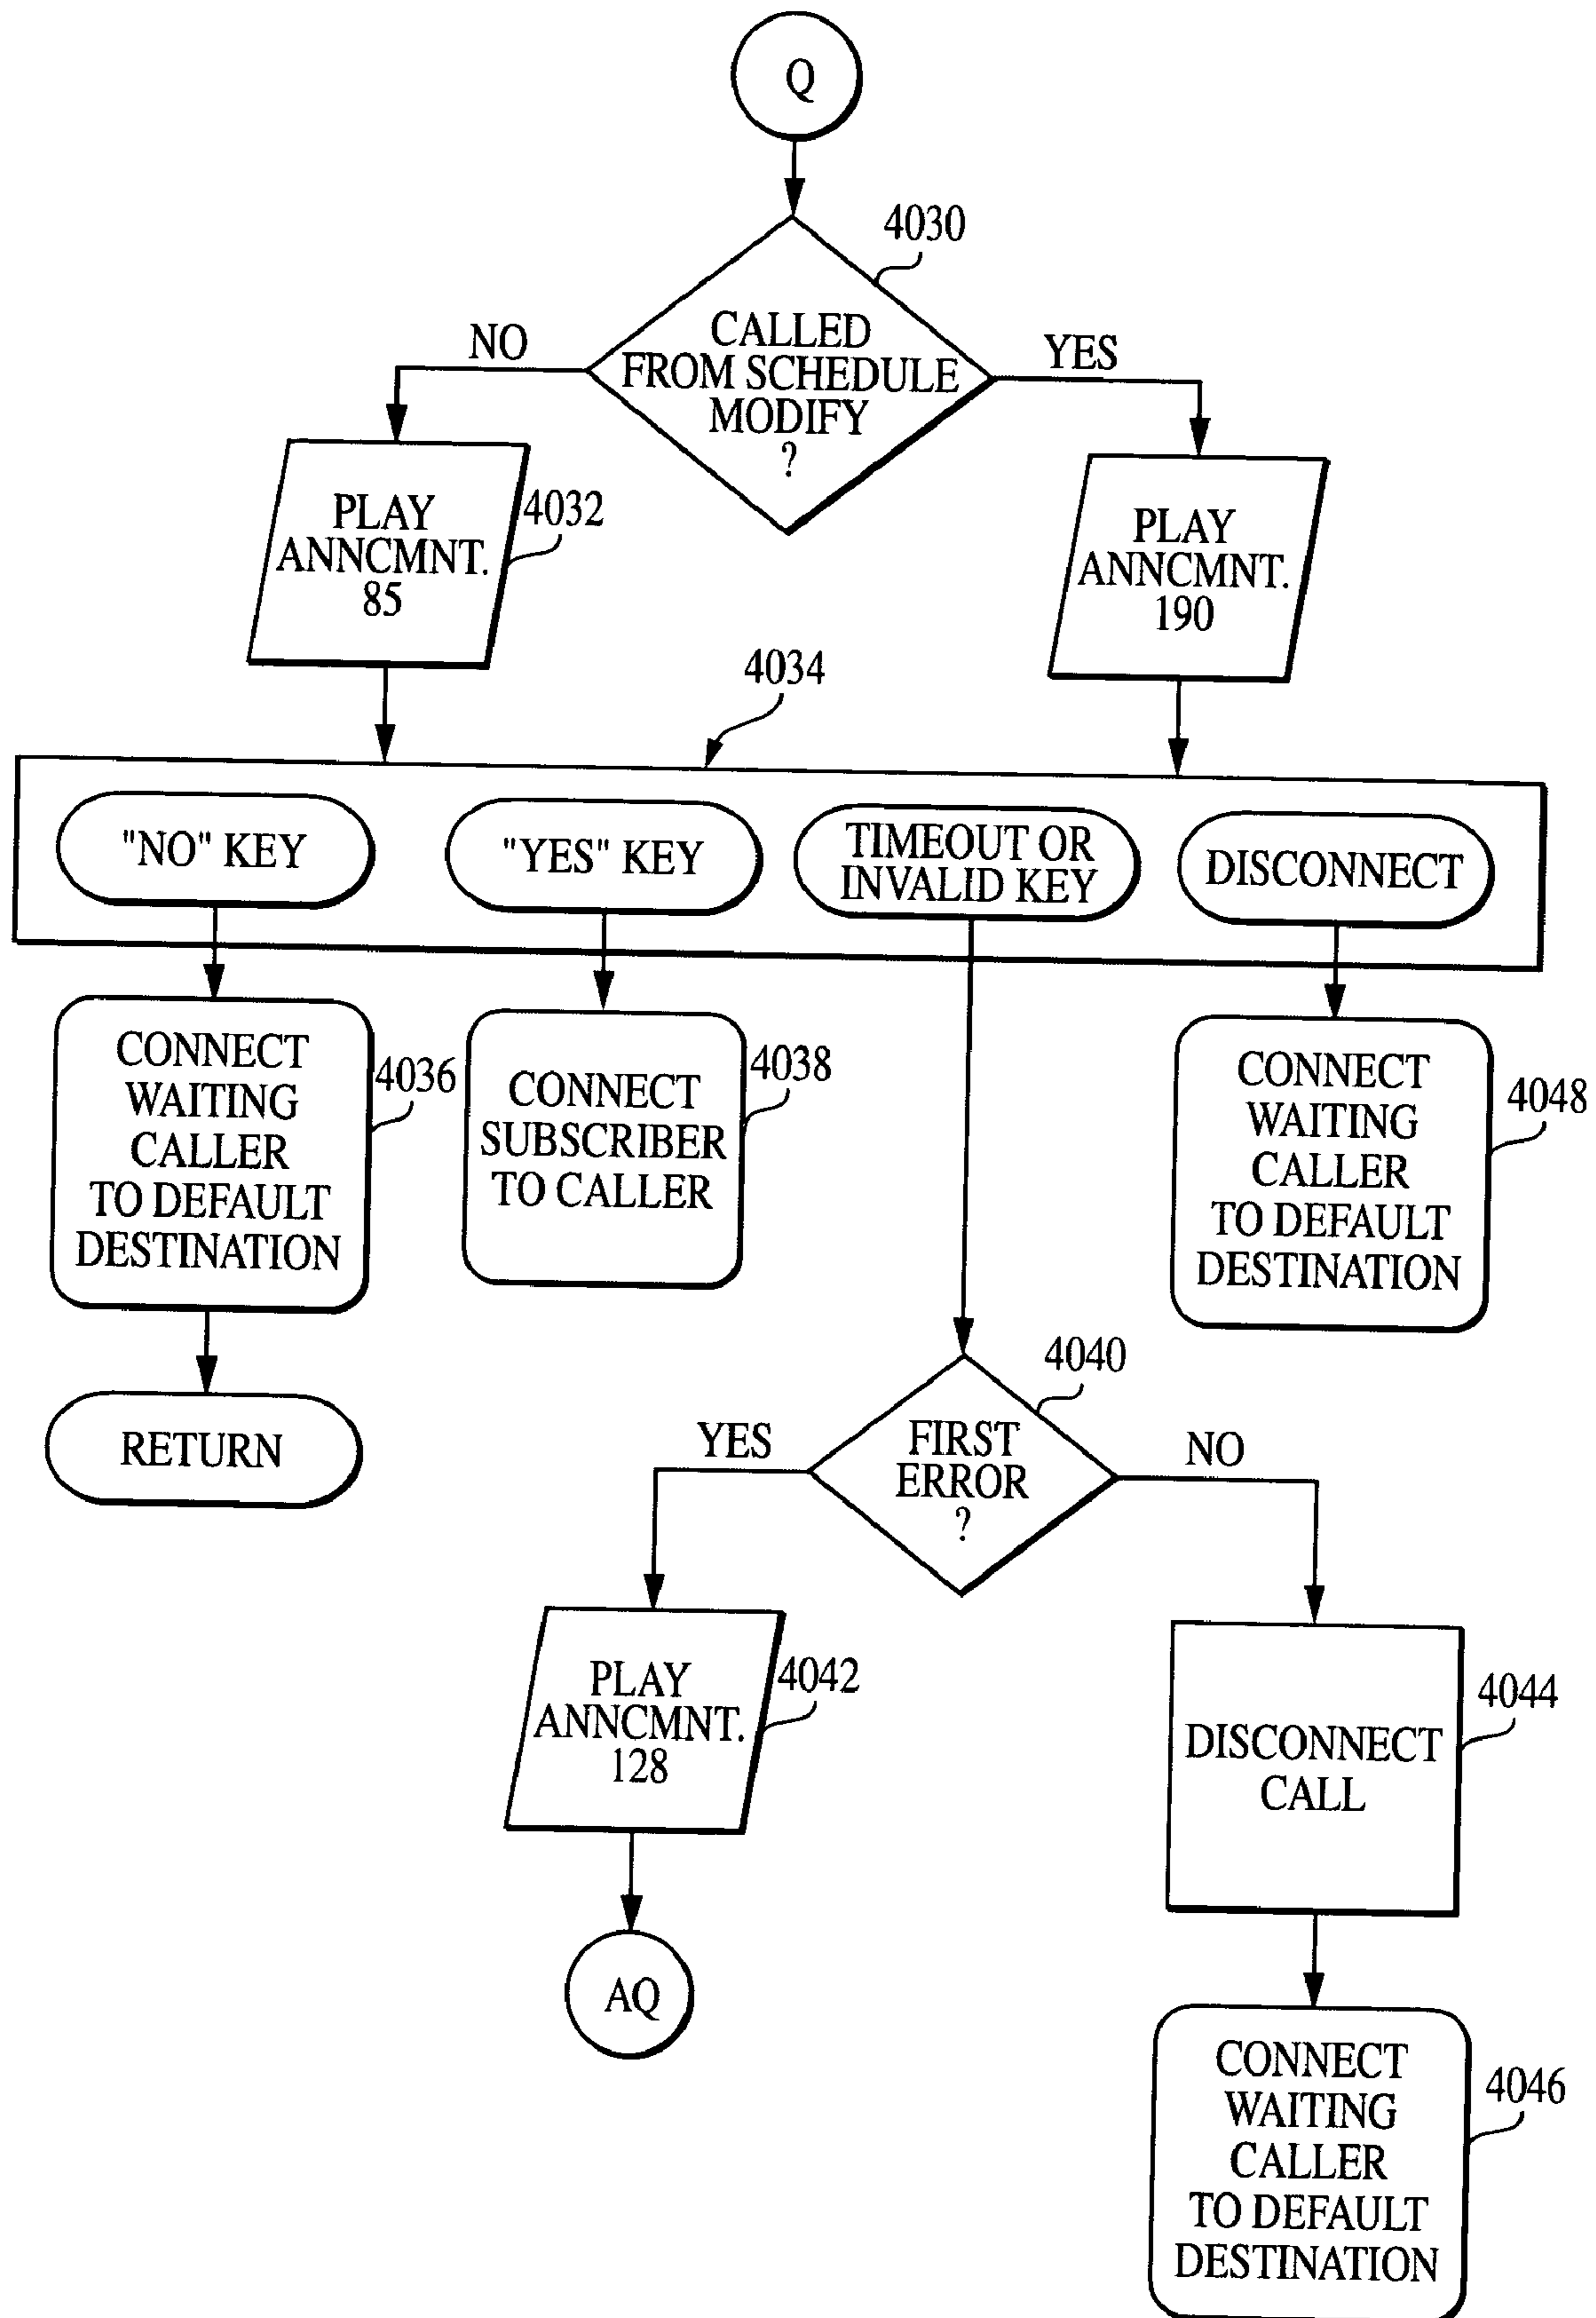 Q
4030
CALLED
FROM SCHEDULE
MODIFY
?
NO
YES
PLAY
ANNCMNT.
85
4032
PLAY
ANNCMNT.
190
4034
"NO" KEY
"YES" KEY
TIMEOUT OR
INVALID KEY
DISCONNECT
CONNECT
WAITING
CALLER
TO DEFAULT
DESTINATION
4036
CONNECT
SUBSCRIBER
TO CALLER
4038
CONNECT
WAITING
CALLER
TO DEFAULT
DESTINATION
4048
RETURN
4040
FIRST
ERROR
?
YES
NO
PLAY
ANNCMNT.
128
4042
DISCONNECT
CALL
4044
AQ
CONNECT
WAITING
CALLER
TO DEFAULT
DESTINATION
4046